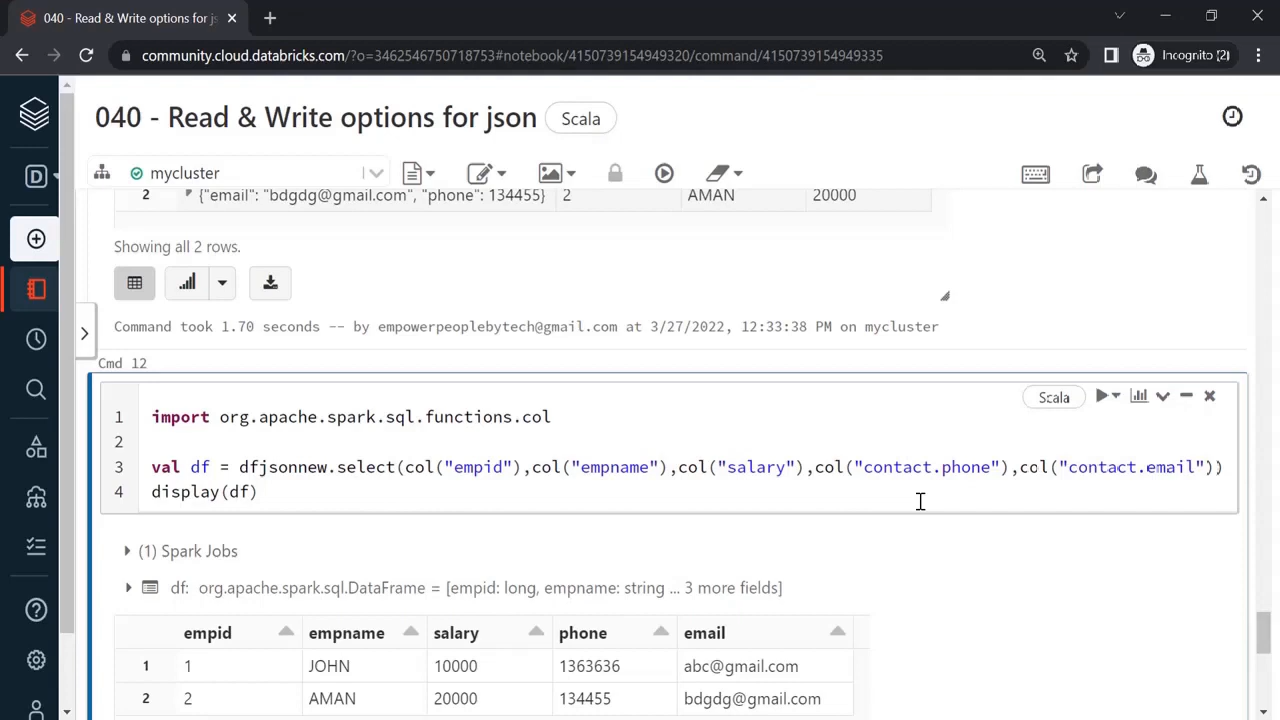 040 - Read & Write options for js
community.cloud.databricks.com/?o=3462546750718753#notebook/4150739154949320/command/4150739154949335
Incognito (2)
040 - Read & Write options for json
Scala
D
mycluster
2 {"email": "bdgdg@gmail.com", "phone": 134455} 2 AMAN 20000
Showing all 2 rows.
Command took 1.70 seconds -- by empowerpeoplebytech@gmail.com at 3/27/2022, 12:33:38 PM on mycluster
Cmd 12
Scala
1 import org.apache.spark.sql.functions.col
2
3 val df = dfjsonnew.select(col("empid"),col("empname"),col("salary"),col("contact.phone"),col("contact.email"))
4 display(df)
(1) Spark Jobs
df: org.apache.spark.sql.DataFrame = [empid: long, empname: string ... 3 more fields]
empid empname salary phone email
1 1 JOHN 10000 1363636 abc@gmail.com
2 2 AMAN 20000 134455 bdgdg@gmail.com